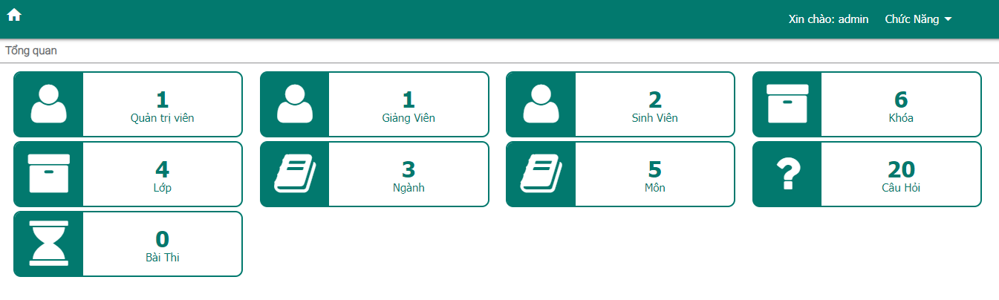 Xin chào: admin Chức Năng
Tổng quan
1
Quản trị viên
1
Giảng Viên
2
Sinh Viên
6
Khóa
4
Lớp
3
Ngành
5
Môn
20
Câu Hỏi
0
Bài Thi